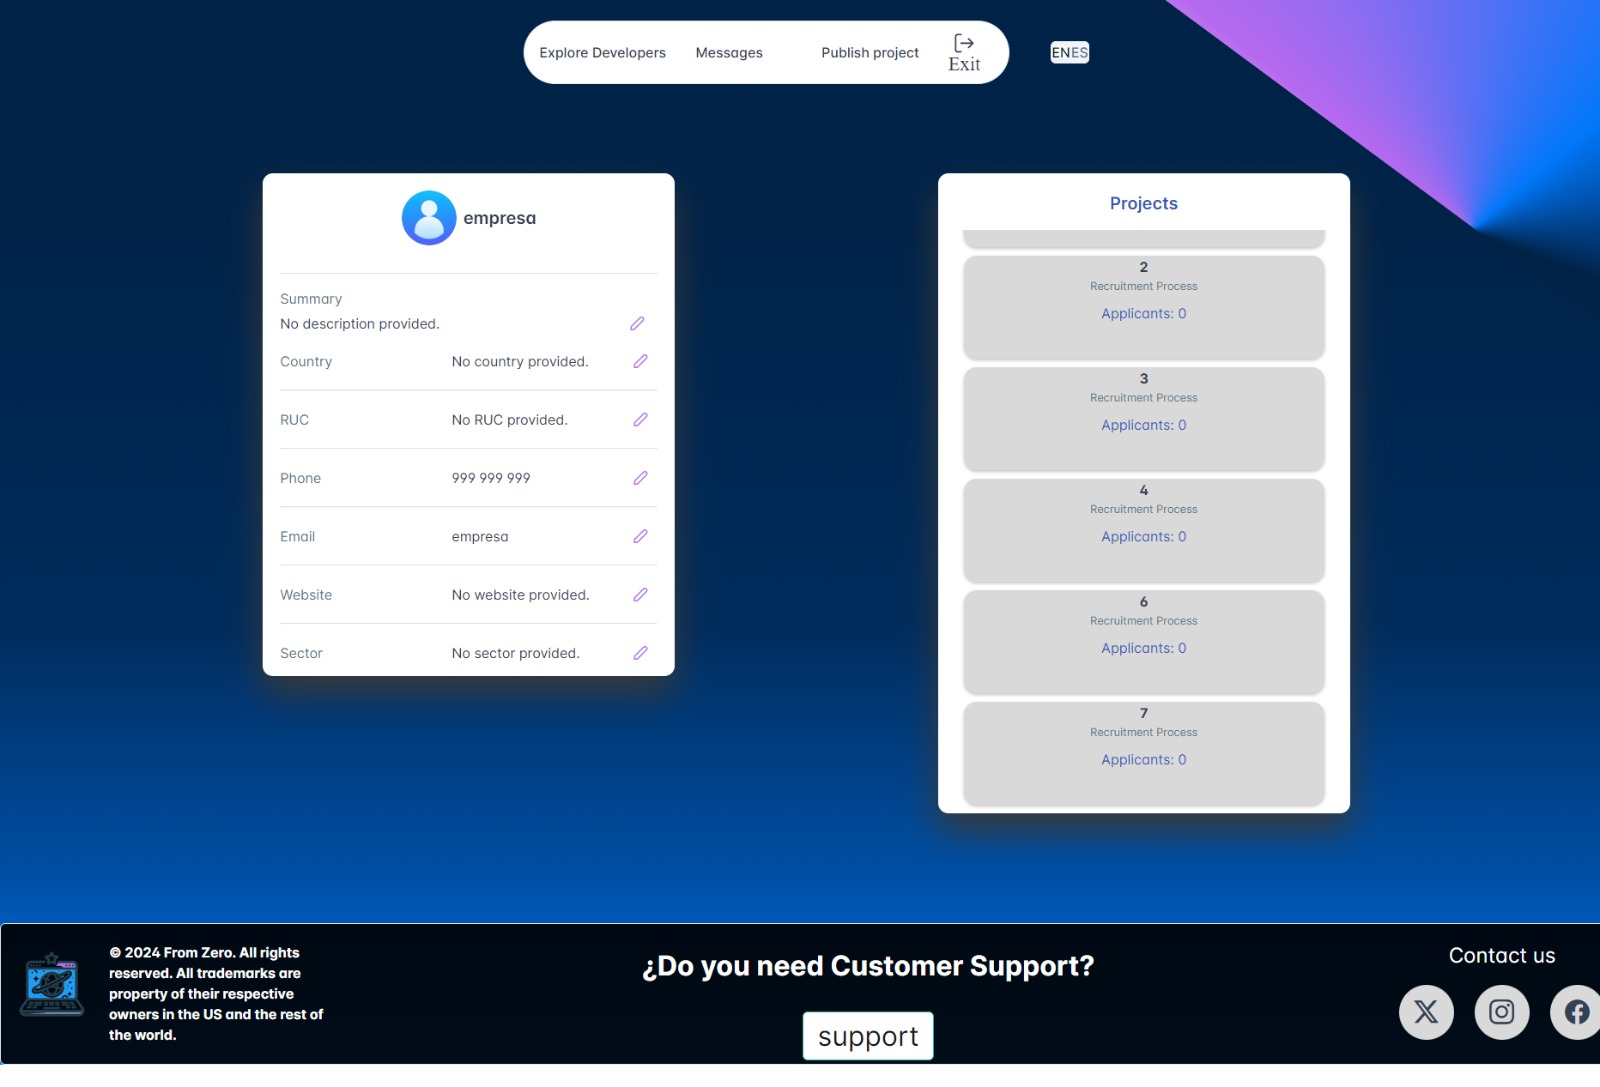 Explore Developers
Messages
Publish project
Exit
ENES
empresa
Summary
No description provided.
Country No country provided.
RUC No RUC provided.
Phone 999 999 999
Email empresa
Website No website provided.
Sector No sector provided.
Projects
2
Recruitment Process
Applicants: 0
3
Recruitment Process
Applicants: 0
4
Recruitment Process
Applicants: 0
6
Recruitment Process
Applicants: 0
7
Recruitment Process
Applicants: 0
© 2024 From Zero. All rights
reserved. All trademarks are
property of their respective
owners in the US and the rest of
the world.
¿Do you need Customer Support?
support
Contact us